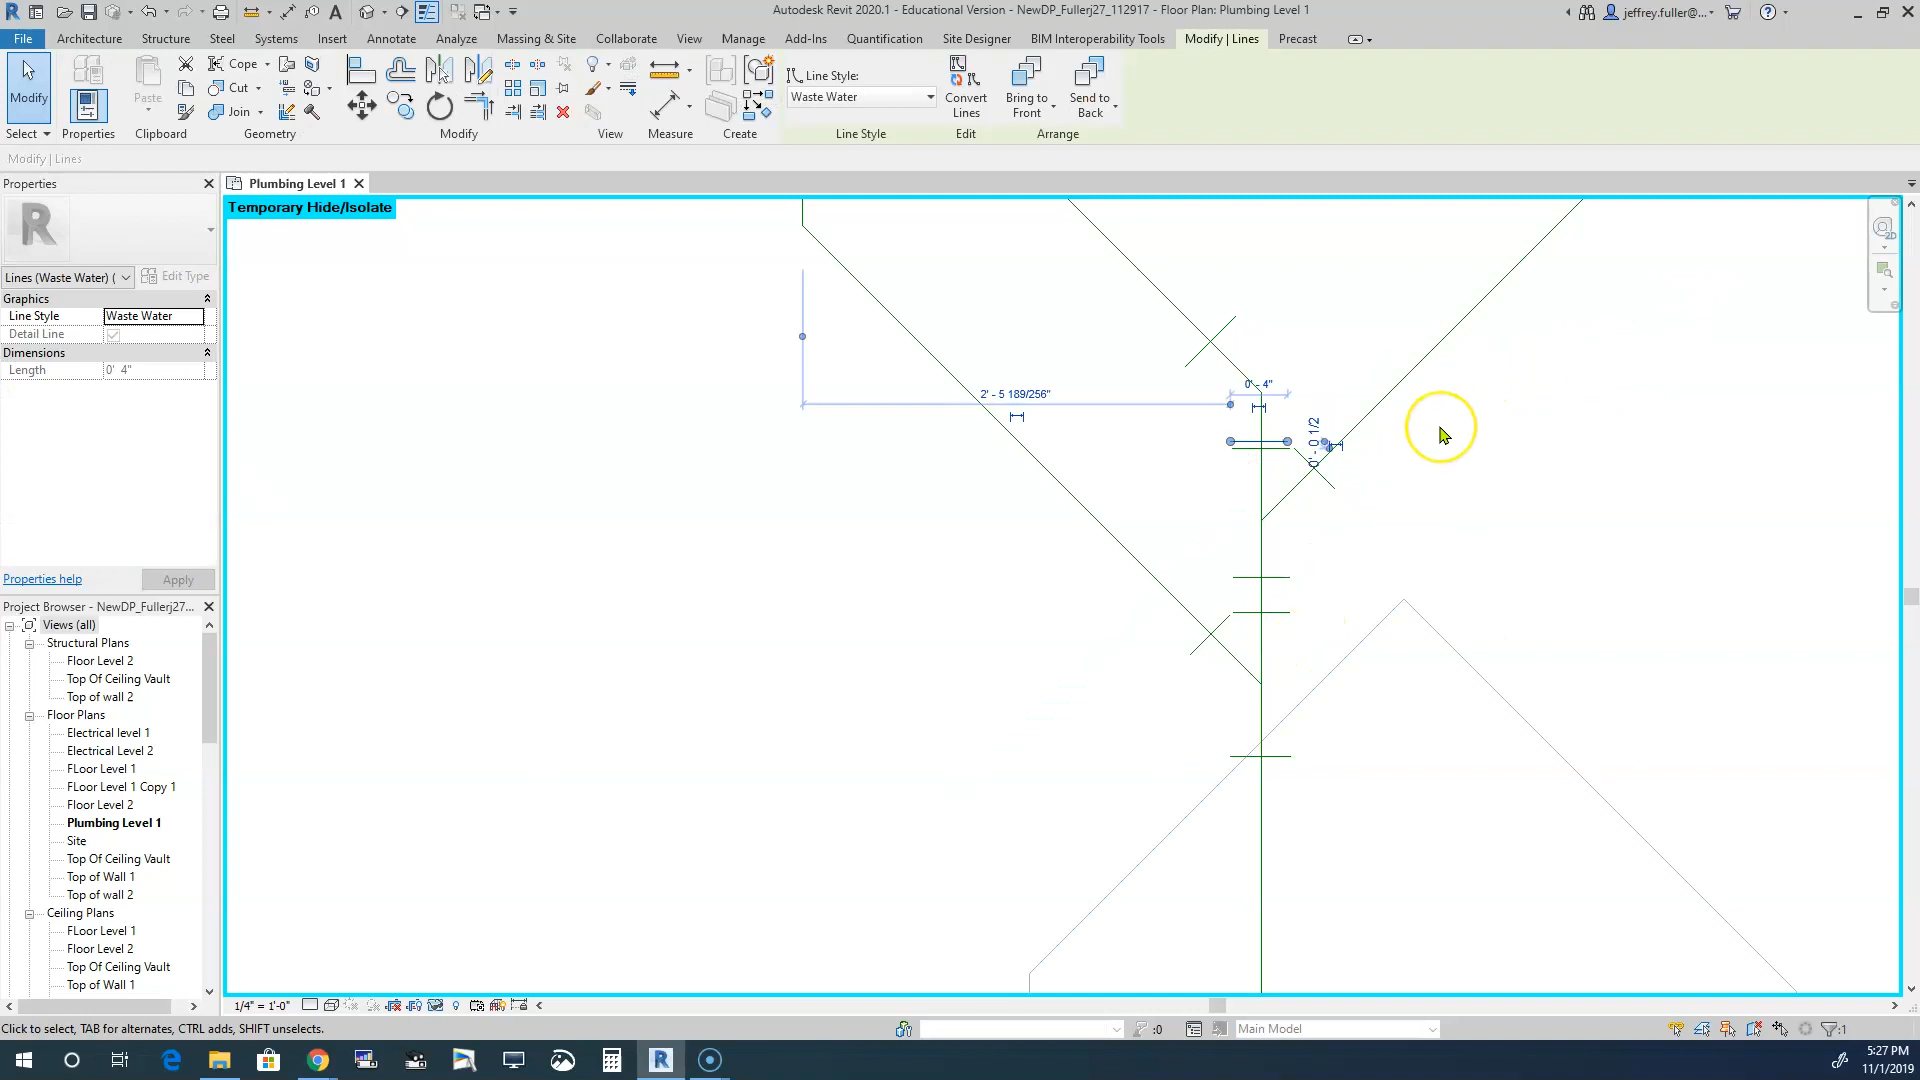 Autodesk Revit 2020.1 - Educational Version - NewDP_Fullerj27_112917 - Floor Plan: Plumbing Level 1
jeffrey.fuller@...
File Architecture Structure Steel Systems Insert Annotate Analyze Massing & Site Collaborate View Manage Add-Ins Quantification Site Designer BIM Interoperability Tools Modify | Lines Precast
Modify
Paste
Cope
Cut
Join
Line Style:
Waste Water
Convert Lines
Bring to Front
Send to Back
Select Properties Clipboard Geometry Modify View Measure Create Line Style Edit Arrange
Modify | Lines
Properties
Plumbing Level 1
Temporary Hide/Isolate
R
Lines (Waste Water) (
Edit Type
Graphics
Line Style Waste Water
Detail Line
Dimensions
Length 0' 4"
0' - 4"
2' - 5 189/256"
0' - 0 1/2
Properties help
Apply
Project Browser - NewDP_Fullerj27...
Views (all)
Structural Plans
Floor Level 2
Top Of Ceiling Vault
Top of wall 2
Floor Plans
Electrical level 1
Electrical Level 2
FLoor Level 1
FLoor Level 1 Copy 1
Floor Level 2
Plumbing Level 1
Site
Top Of Ceiling Vault
Top of Wall 1
Top of wall 2
Ceiling Plans
FLoor Level 1
Floor Level 2
Top Of Ceiling Vault
Top of Wall 1
1/4" = 1'-0"
Click to select, TAB for alternates, CTRL adds, SHIFT unselects.
:0
Main Model
:1
5:27 PM
11/1/2019